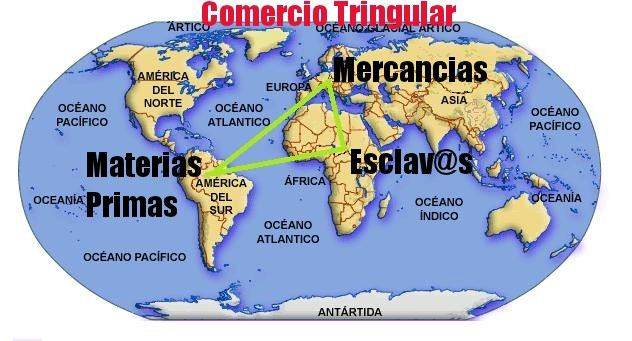 Comercio Tringular
ÁRTICO
OCÉANO GLACIAL ÁRTICO
Mercancias
AMÉRICA
DEL
NORTE
EUROPA
ASIA
OCÉANO
PACÍFICO
OCÉANO
ATLANTICO
OCÉANO
PACÍFICO
Materias
Primas
Esclav@s
AMÉRICA
DEL
SUR
ÁFRICA
OCEANÍA
OCÉANO
ÍNDICO
OCEANÍA
OCÉANO
ATLANTICO
OCÉANO PACÍFICO
ANTÁRTIDA